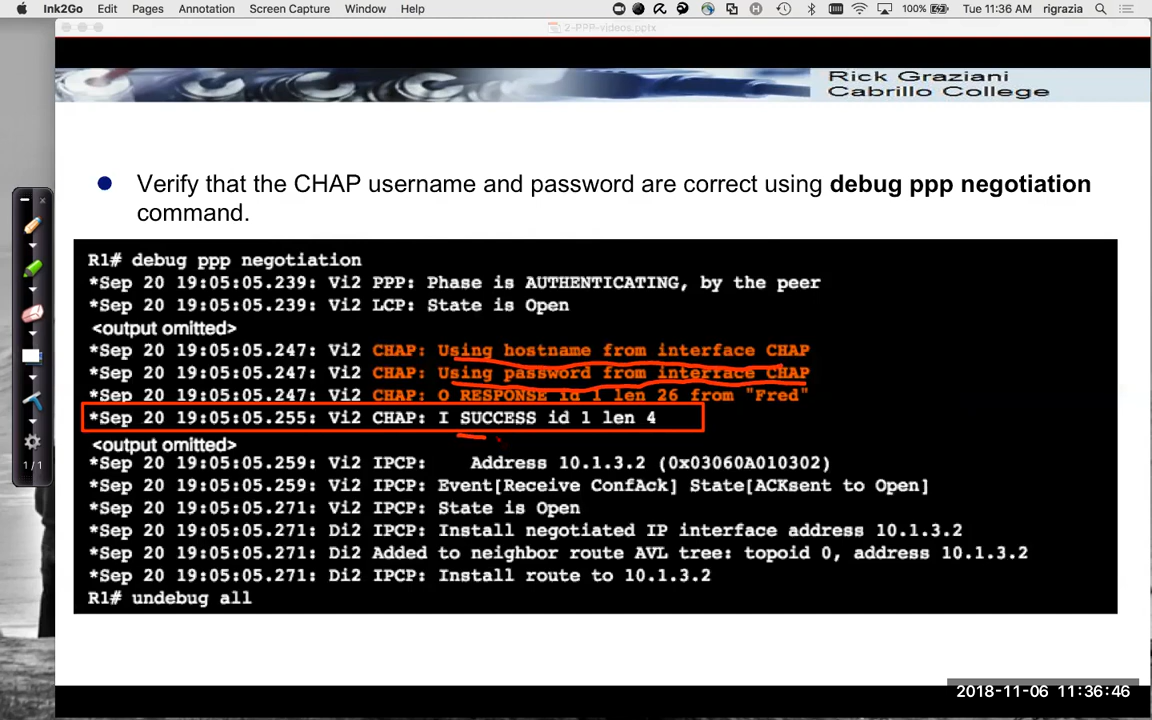 Ink2Go Edit Pages Annotation Screen Capture Window Help 100% Tue 11:36 AM rigrazia
2-PPP-videos.pptx
Rick Graziani
Cabrillo College
Verify that the CHAP username and password are correct using debug ppp negotiation
command.
R1# debug ppp negotiation
*Sep 20 19:05:05.239: Vi2 PPP: Phase is AUTHENTICATING, by the peer
*Sep 20 19:05:05.239: Vi2 LCP: State is Open
<output omitted>
*Sep 20 19:05:05.247: Vi2 CHAP: Using hostname from interface CHAP
*Sep 20 19:05:05.247: Vi2 CHAP: Using password from interface CHAP
*Sep 20 19:05:05.247: Vi2 CHAP: O RESPONSE id 1 len 26 from "Fred"
*Sep 20 19:05:05.255: Vi2 CHAP: I SUCCESS id 1 len 4
<output omitted>
*Sep 20 19:05:05.259: Vi2 IPCP: Address 10.1.3.2 (0x03060A010302)
*Sep 20 19:05:05.259: Vi2 IPCP: Event[Receive ConfAck] State[ACKsent to Open]
*Sep 20 19:05:05.271: Vi2 IPCP: State is Open
*Sep 20 19:05:05.271: Di2 IPCP: Install negotiated IP interface address 10.1.3.2
*Sep 20 19:05:05.271: Di2 Added to neighbor route AVL tree: topoid 0, address 10.1.3.2
*Sep 20 19:05:05.271: Di2 IPCP: Install route to 10.1.3.2
R1# undebug all
1/1
2018-11-06 11:36:46